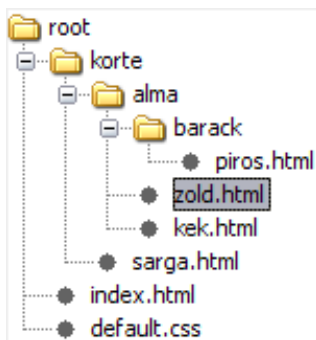 root
korte
alma
barack
piros.html
zold.html
kek.html
sarga.html
index.html
default.css